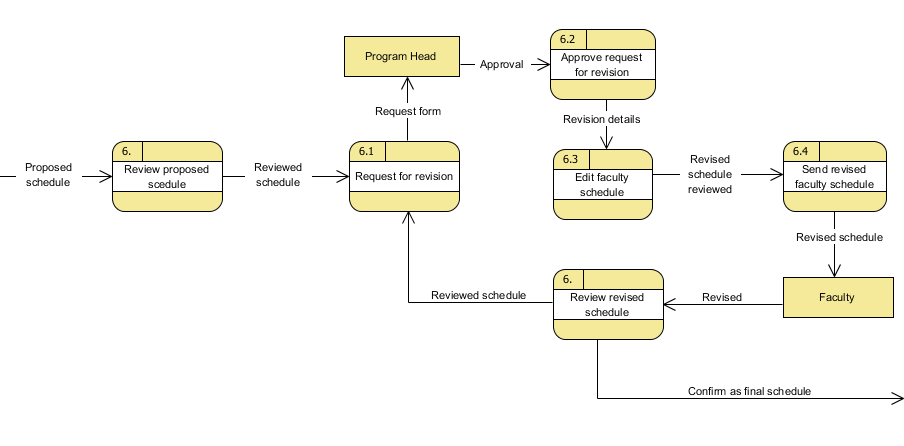 6.2
Program Head
Approval
Approve request
for revision
Request form
Revision details
6.
6.1
6.3
6.4
Proposed
schedule
Review proposed
scedule
Reviewed
schedule
Request for revision
Edit faculty
schedule
Revised
schedule
reviewed
Send revised
faculty schedule
Revised schedule
6.
Reviewed schedule
Review revised
schedule
Revised
Faculty
Confirm as final schedule